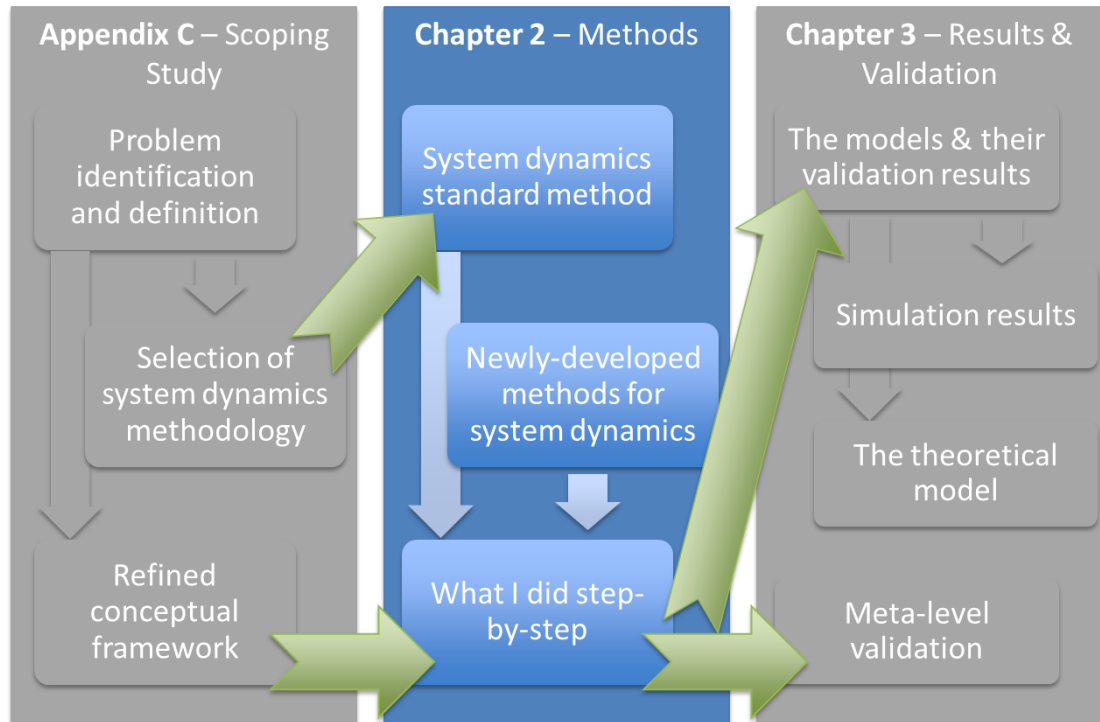 Appendix C – Scoping
Study
Problem
identification
and definition
Selection of
system dynamics
methodology
Refined
conceptual
framework
Chapter 2 – Methods
System dynamics
standard method
Newly-developed
methods for
system dynamics
What I did step-
by-step
Chapter 3 – Results &
Validation
The models & their
validation results
Simulation results
The theoretical
model
Meta-level
validation